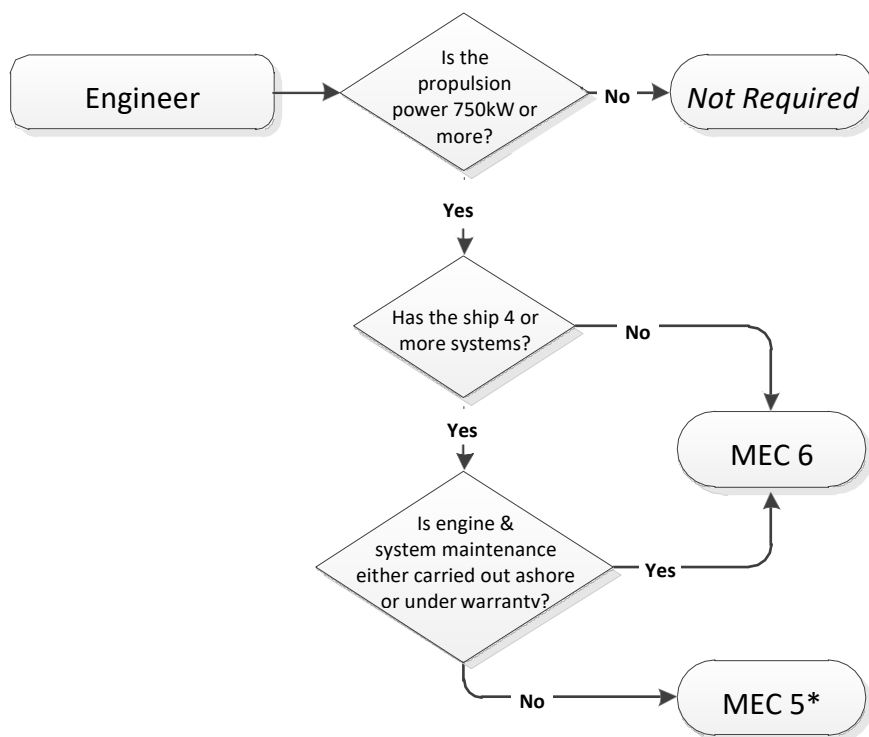 Engineer
Is the
propulsion
power 750kW or
more?
No
Not Required
Yes
Has the ship 4 or
more systems?
No
Yes
MEC 6
Is engine &
system maintenance
either carried out ashore
or under warranty?
Yes
No
MEC 5*